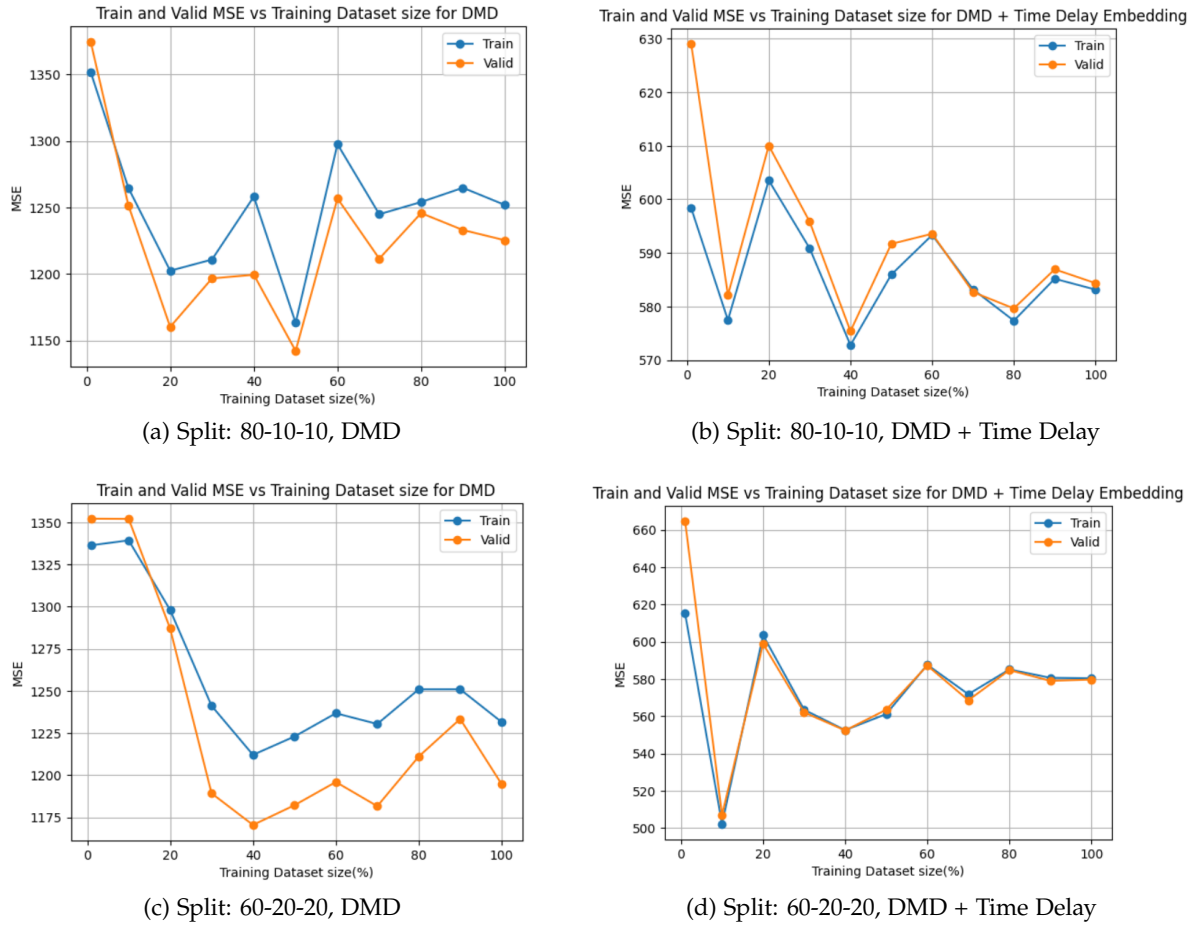 Train and Valid MSE vs Training Dataset size for DMD
Train
Valid
MSE
1350
1300
1250
1200
1150
0 20 40 60 80 100
Training Dataset size(%)
(a) Split: 80-10-10, DMD
Train and Valid MSE vs Training Dataset size for DMD + Time Delay Embedding
Train
Valid
MSE
630
620
610
600
590
580
570
0 20 40 60 80 100
Training Dataset size(%)
(b) Split: 80-10-10, DMD + Time Delay
Train and Valid MSE vs Training Dataset size for DMD
Train
Valid
MSE
1350
1325
1300
1275
1250
1225
1200
1175
0 20 40 60 80 100
Training Dataset size(%)
(c) Split: 60-20-20, DMD
Train and Valid MSE vs Training Dataset size for DMD + Time Delay Embedding
Train
Valid
MSE
660
640
620
600
580
560
540
520
500
0 20 40 60 80 100
Training Dataset size(%)
(d) Split: 60-20-20, DMD + Time Delay